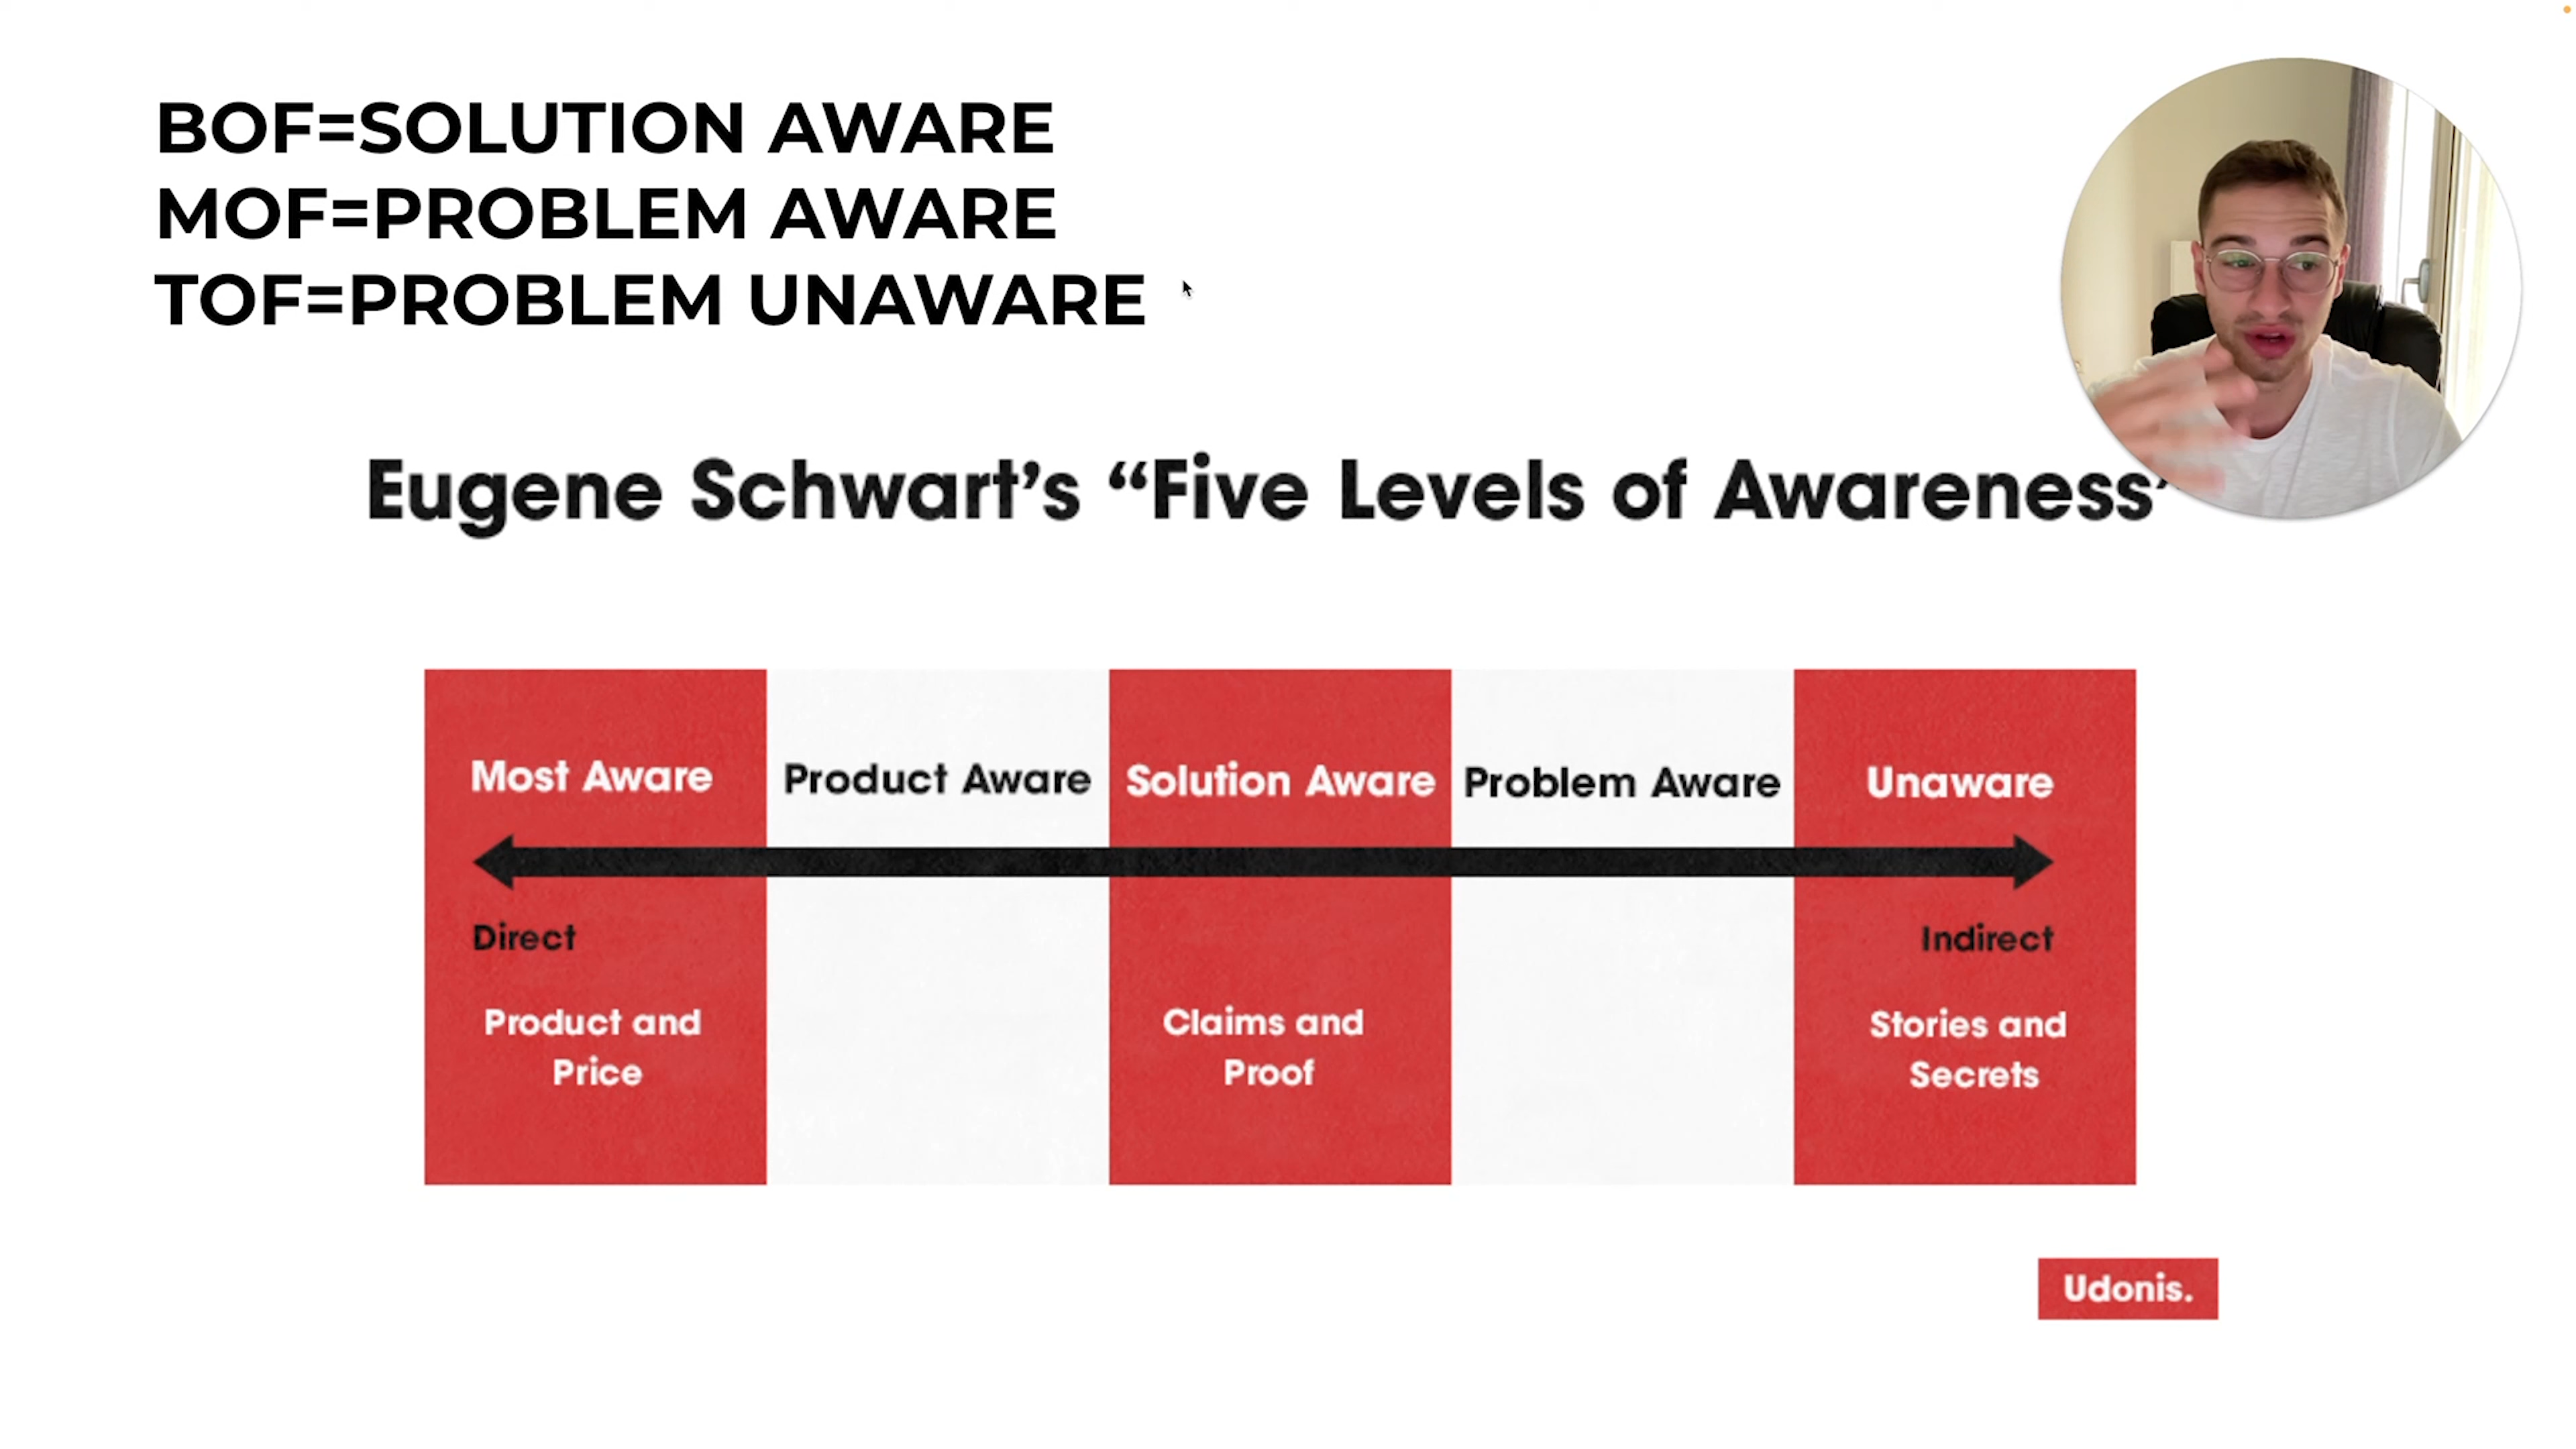 BOF=SOLUTION AWARE
MOF=PROBLEM AWARE
TOF=PROBLEM UNAWARE
Eugene Schwart’s “Five Levels of Awareness”
Most Aware
Product Aware
Solution Aware
Problem Aware
Unaware
Direct
Indirect
Product and
Price
Claims and
Proof
Stories and
Secrets
Udonis.